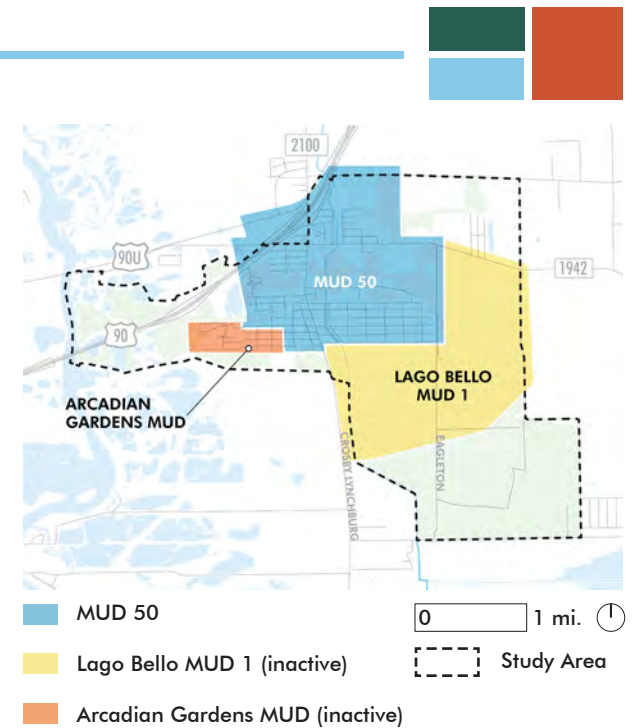 2100
90U
MUD 50
1942
90
LAGO BELLO
MUD 1
ARCADIAN
GARDENS MUD
CROSBY LYNCHBURG
EAGLETON
MUD 50
0 1 mi.
Lago Bello MUD 1 (inactive)
Study Area
Arcadian Gardens MUD (inactive)